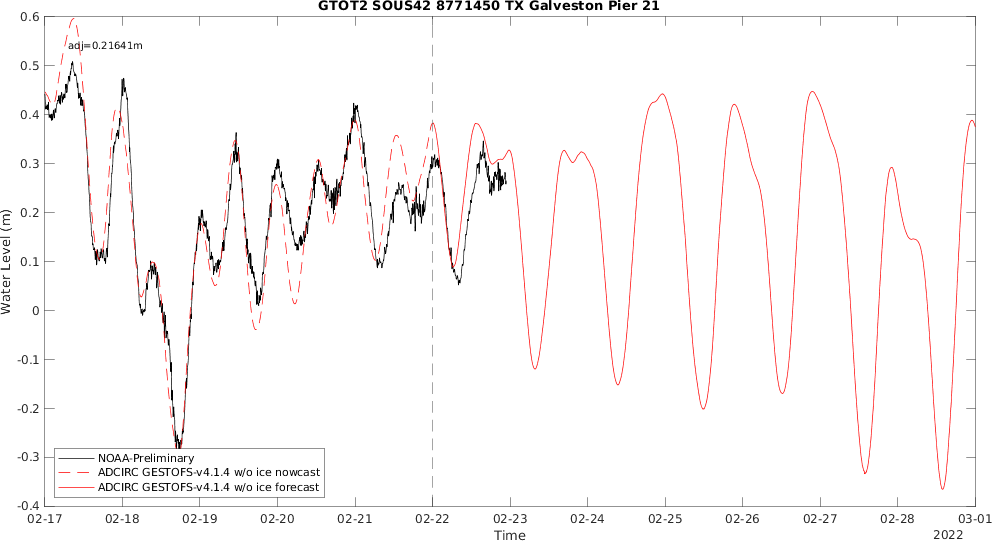 GTOT2 SOUS42 8771450 TX Galveston Pier 21
adj=0.21641m
Water Level (m)
0.6
0.5
0.4
0.3
0.2
0.1
0
-0.1
-0.2
-0.3
-0.4
NOAA-Preliminary
ADCIRC GESTOFS-v4.1.4 w/o ice nowcast
ADCIRC GESTOFS-v4.1.4 w/o ice forecast
02-17 02-18 02-19 02-20 02-21 02-22 02-23 02-24 02-25 02-26 02-27 02-28 03-01
Time
2022